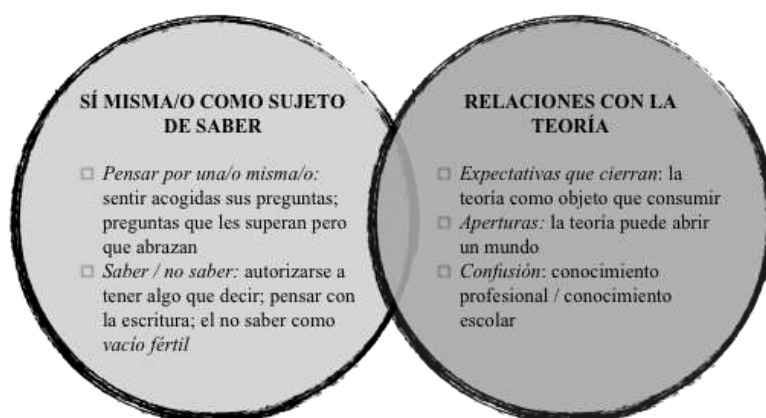 SÍ MISMA/O COMO SUJETO
DE SABER
Pensar por una/o misma/o:
sentir acogidas sus preguntas;
preguntas que les superan pero
que abrazan
Saber / no saber: autorizarse a
tener algo que decir; pensar con
la escritura; el no saber como
vacío fértil
RELACIONES CON LA
TEORÍA
Expectativas que cierran: la
teoría como objeto que consumir
Aperturas: la teoría puede abrir
un mundo
Confusión: conocimiento
profesional / conocimiento
escolar